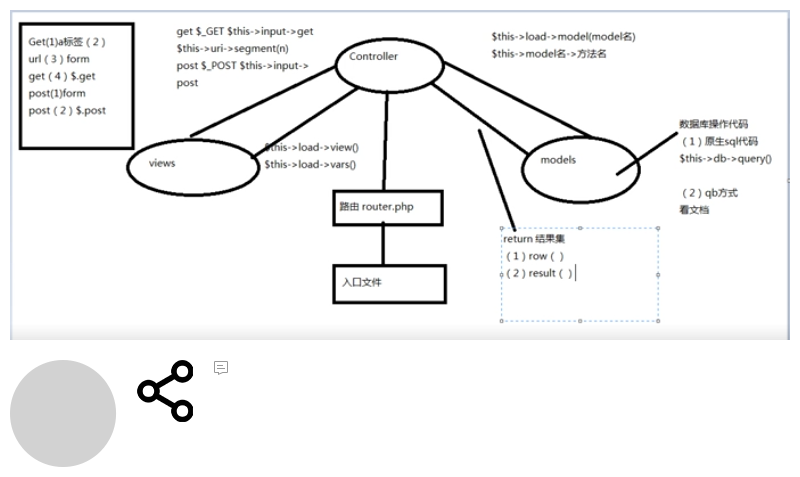 Get(1)a标签（2）
url（3）form
get（4）$.get
post(1)form
post（2）$.post
get $_GET $this->input->get
$this->uri->segment(n)
post $_POST $this->input->
post
Controller
$this->load->model(model名)
$this->model名->方法名
views
$this->load->view()
$this->load->vars()
models
数据库操作代码
（1）原生sql代码
$this->db->query()
（2）qb方式
看文档
路由 router.php
return 结果集
（1）row（ ）
（2）result（ ）
入口文件